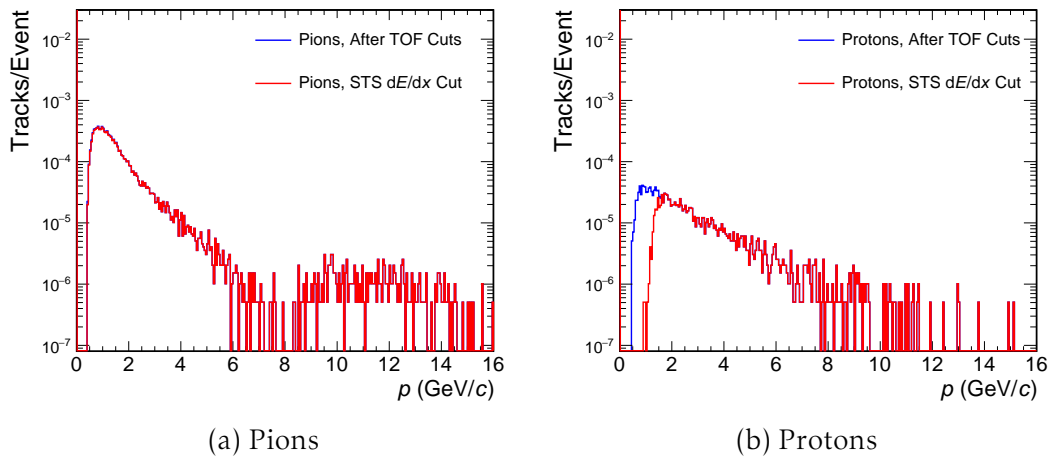 Tracks/Event
10⁻²
10⁻³
10⁻⁴
10⁻⁵
10⁻⁶
10⁻⁷
Pions, After TOF Cuts
Pions, STS dE/dx Cut
0 2 4 6 8 10 12 14 16
p (GeV/c)
(a) Pions
Tracks/Event
10⁻²
10⁻³
10⁻⁴
10⁻⁵
10⁻⁶
10⁻⁷
Protons, After TOF Cuts
Protons, STS dE/dx Cut
0 2 4 6 8 10 12 14 16
p (GeV/c)
(b) Protons